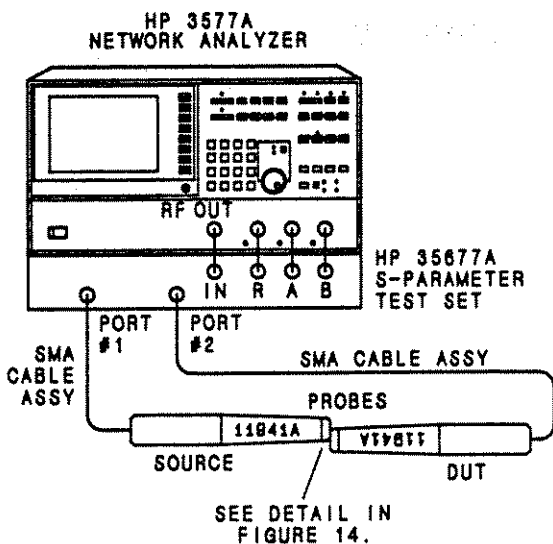 HP 3577A
NETWORK ANALYZER
RF OUT
IN R A B
HP 35677A
S-PARAMETER
TEST SET
PORT
#1
PORT
#2
SMA
CABLE
ASSY
SMA CABLE ASSY
PROBES
11941A
11941A
SOURCE
DUT
SEE DETAIL IN
FIGURE 14.